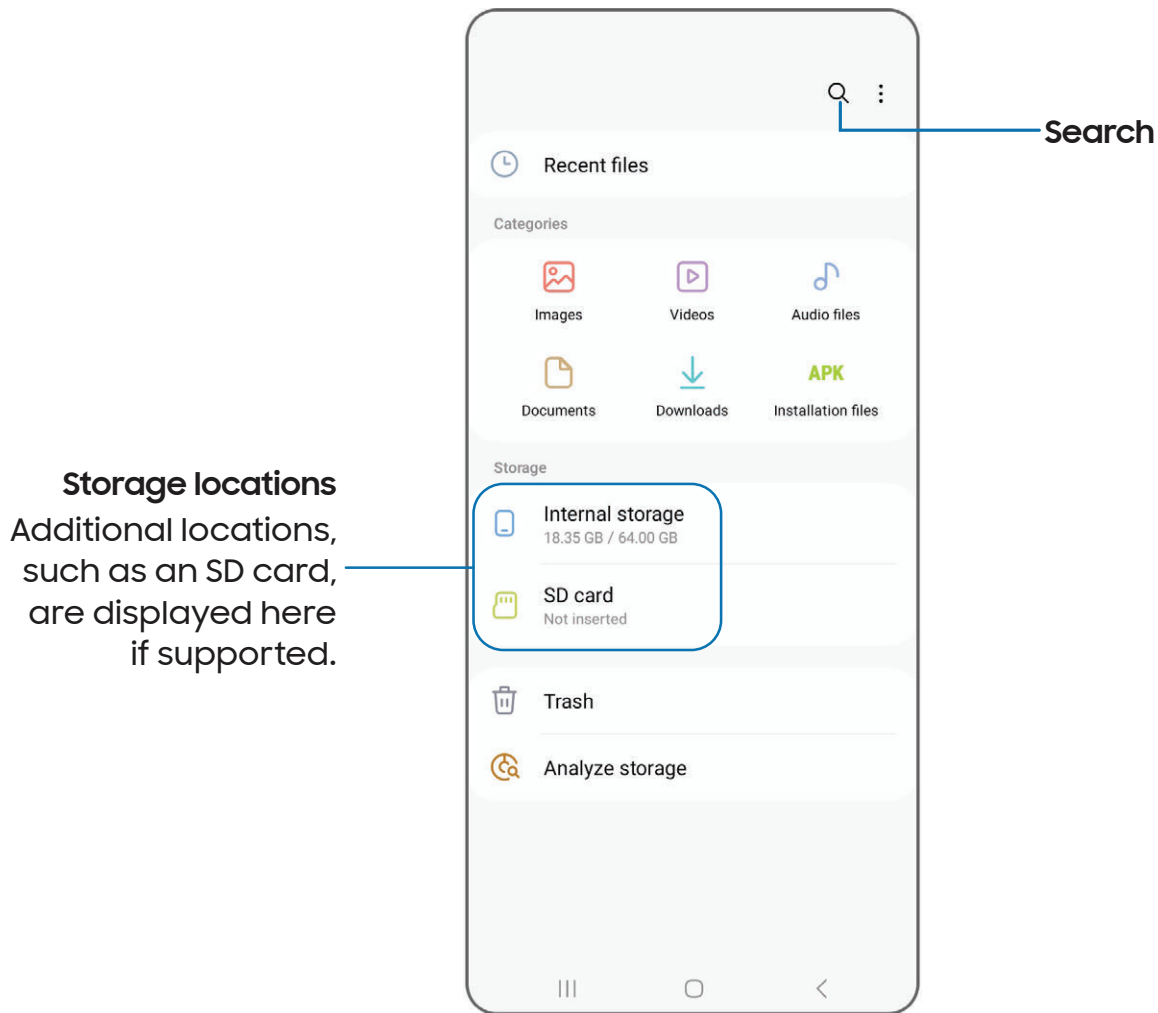 Search
Recent files
Categories
Images Videos Audio files
APK
Documents Downloads Installation files
Storage
Storage locations
Additional locations,
such as an SD card,
are displayed here
if supported.
Internal storage
18.35 GB / 64.00 GB
SD card
Not inserted
Trash
Analyze storage